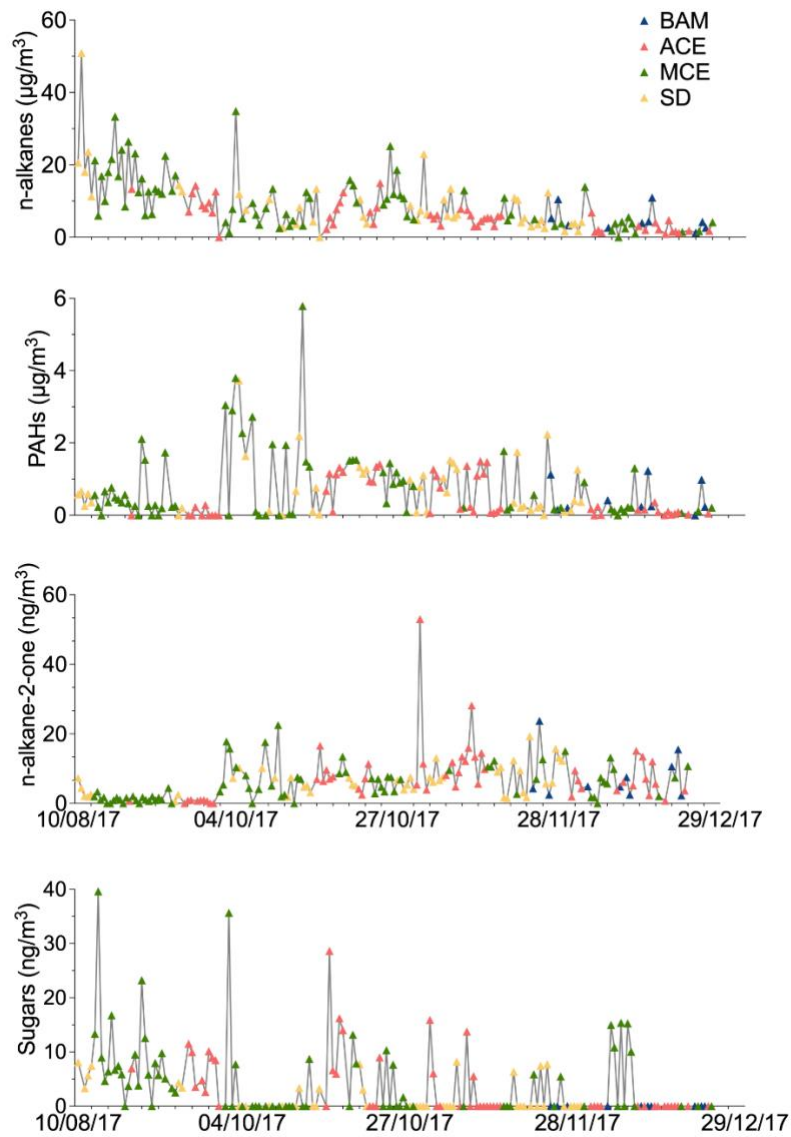 60
40
20
0
n-alkanes (µg/m³)
BAM
ACE
MCE
SD
6
4
2
0
PAHs (µg/m³)
60
40
20
0
n-alkane-2-one (ng/m³)
10/08/17 04/10/17 27/10/17 28/11/17 29/12/17
40
30
20
10
0
Sugars (ng/m³)
10/08/17 04/10/17 27/10/17 28/11/17 29/12/17